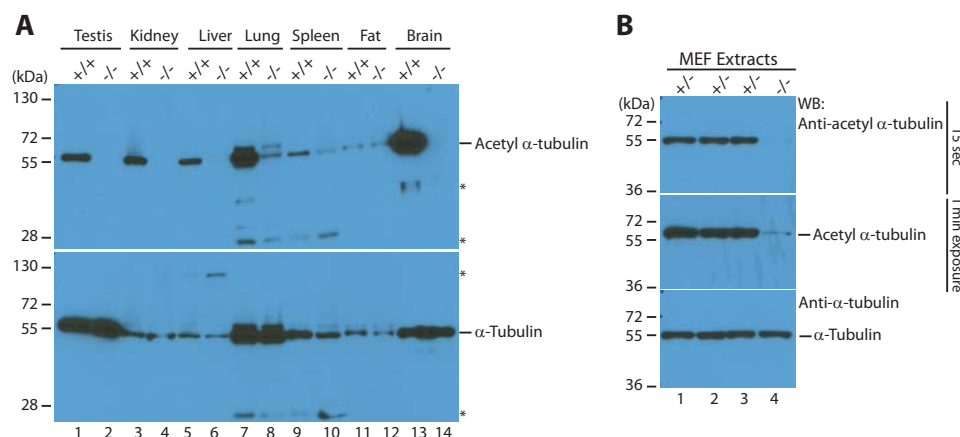 A
Testis Kidney Liver Lung Spleen Fat Brain
+/+ -/- +/+ -/- +/+ -/- +/+ -/- +/+ -/- +/+ -/- +/+ -/-
(kDa)
130
72
55
28
Acetyl α-tubulin
*
*
130
72
55
28
*
α-Tubulin
*
1 2 3 4 5 6 7 8 9 10 11 12 13 14
B
MEF Extracts
+/- +/- +/- -/-
(kDa)
WB:
72
55
36
Anti-acetyl α-tubulin
15 sec
72
55
36
Acetyl α-tubulin
1 min exposure
72
55
36
Anti-α-tubulin
α-Tubulin
1 2 3 4